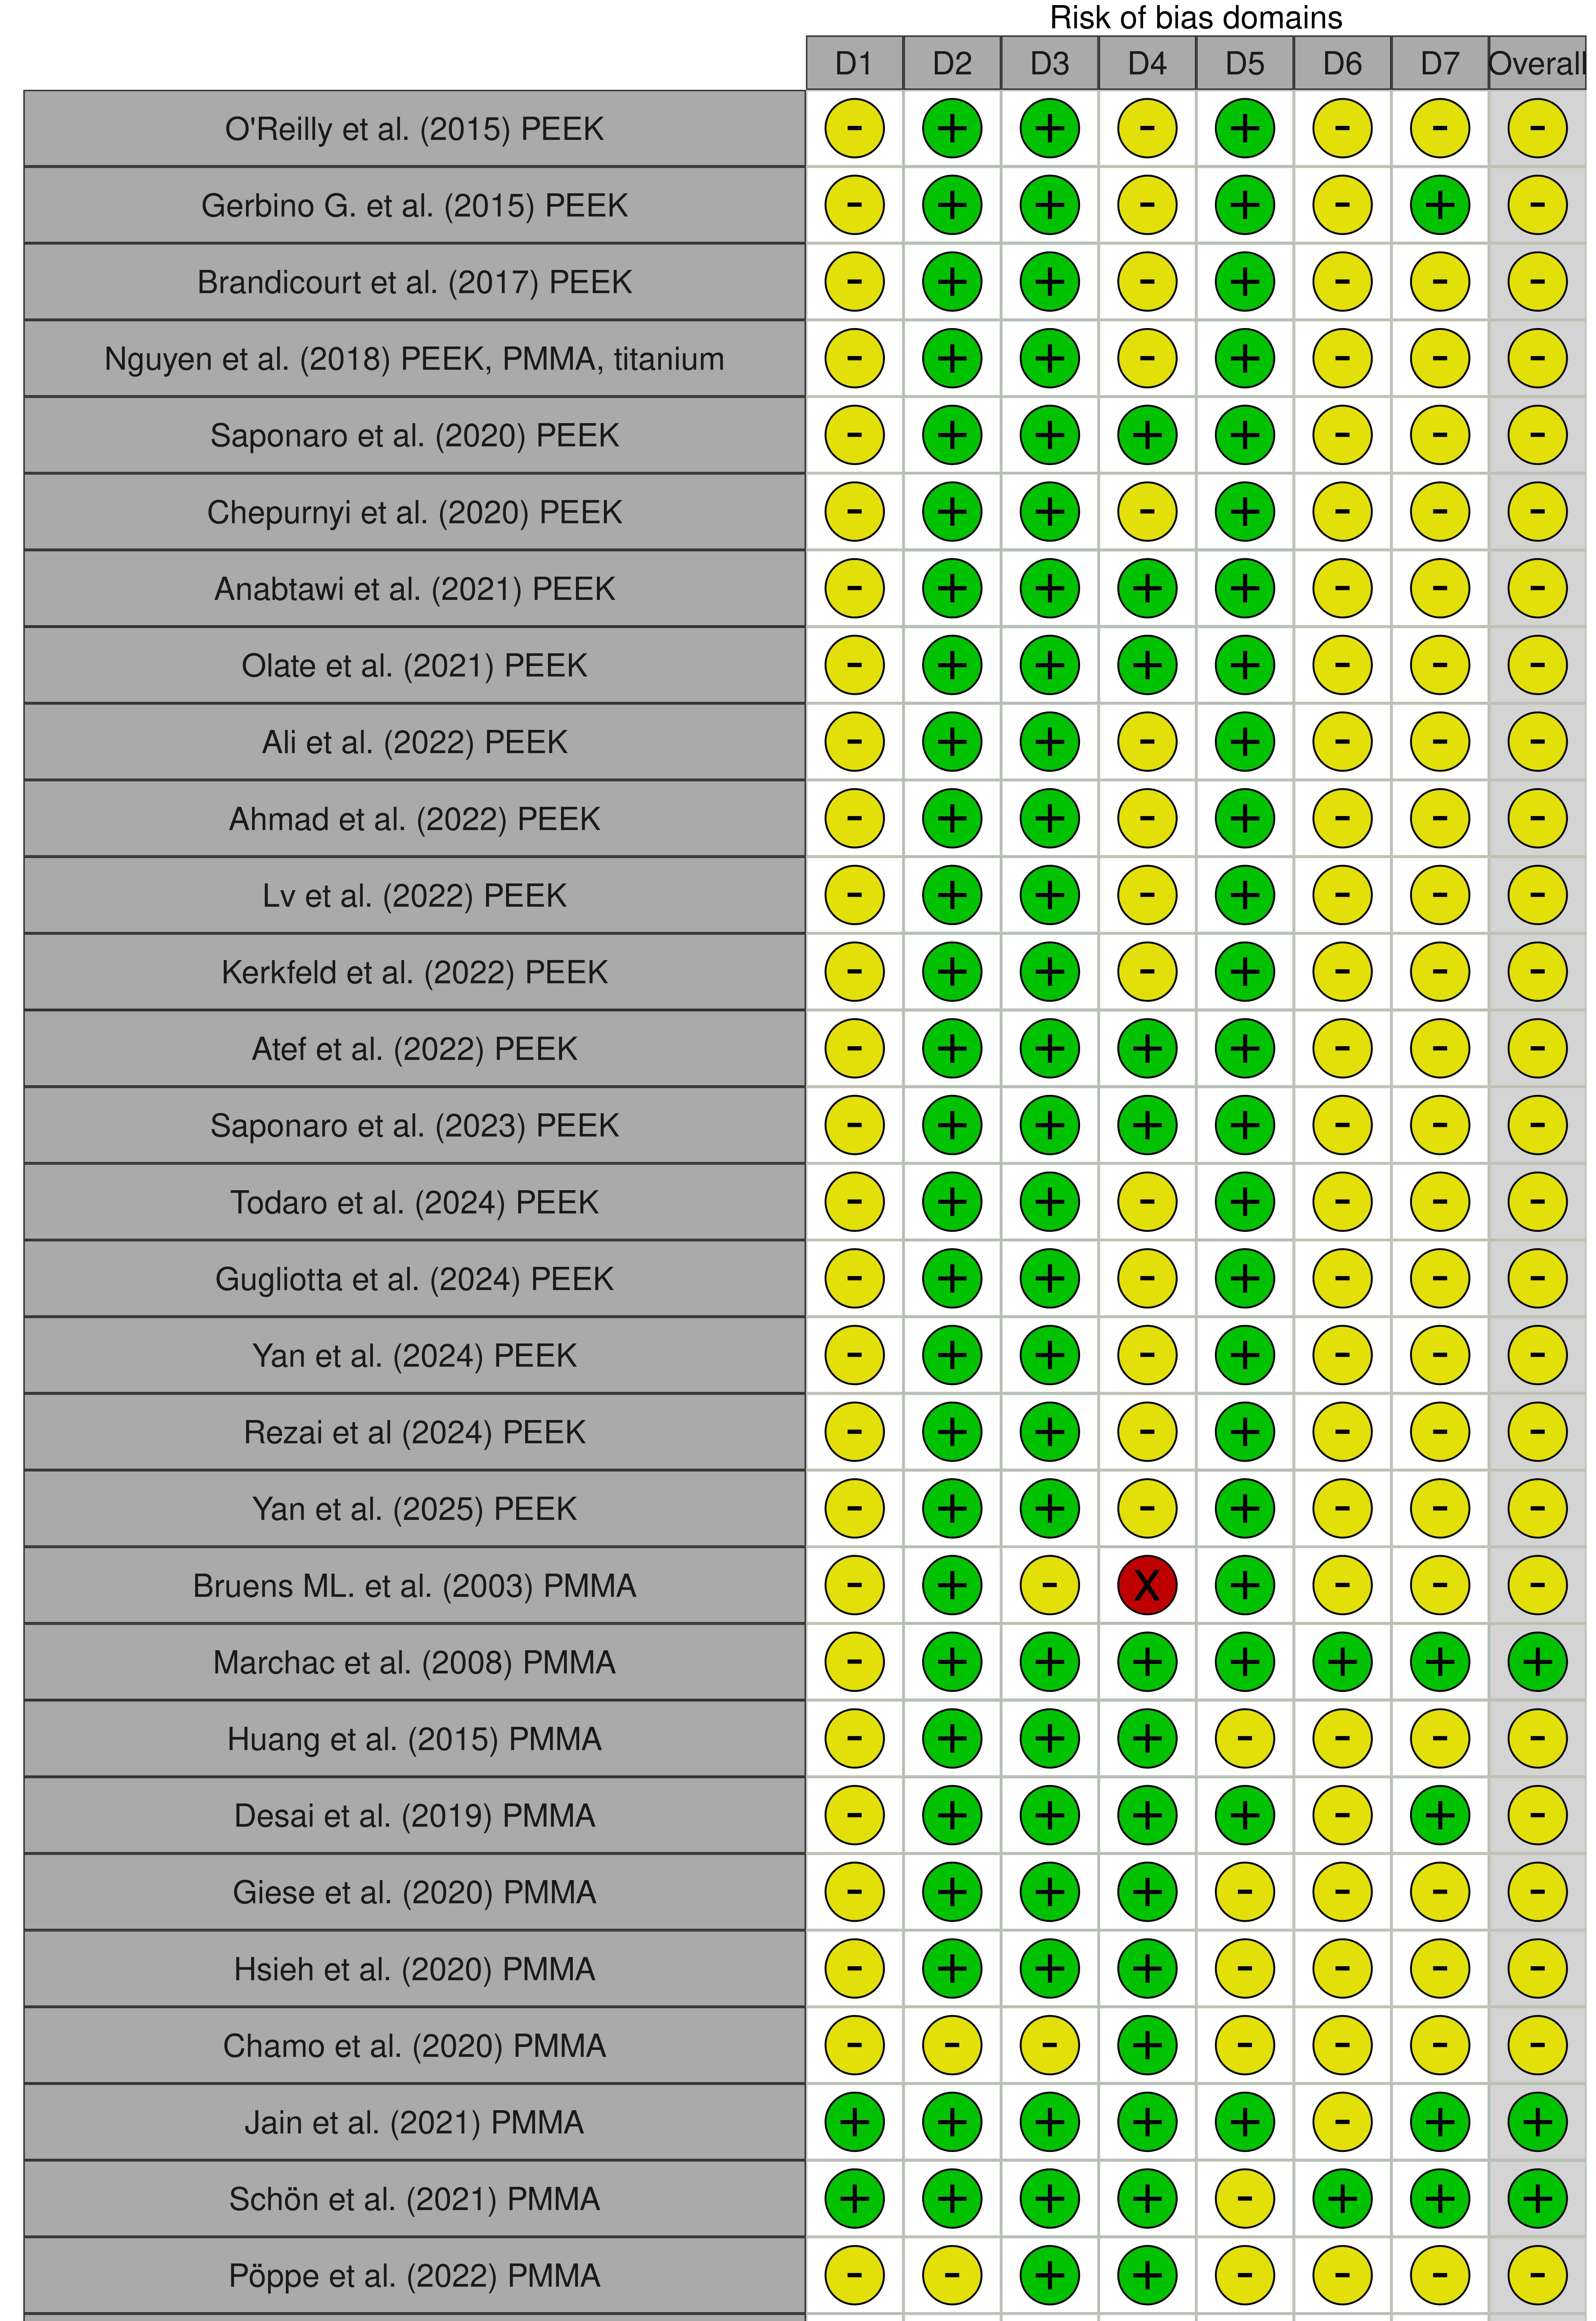 Risk of bias domains
D1 D2 D3 D4 D5 D6 D7 Overall
O'Reilly et al. (2015) PEEK - + + - + - - -
Gerbino G. et al. (2015) PEEK - + + - + - + -
Brandicourt et al. (2017) PEEK - + + - + - - -
Nguyen et al. (2018) PEEK, PMMA, titanium - + + - + - - -
Saponaro et al. (2020) PEEK - + + + + - - -
Chepurnyi et al. (2020) PEEK - + + - + - - -
Anabtawi et al. (2021) PEEK - + + + + - - -
Olate et al. (2021) PEEK - + + + + - - -
Ali et al. (2022) PEEK - + + - + - - -
Ahmad et al. (2022) PEEK - + + - + - - -
Lv et al. (2022) PEEK - + + - + - - -
Kerkfeld et al. (2022) PEEK - + + - + - - -
Atef et al. (2022) PEEK - + + + + - - -
Saponaro et al. (2023) PEEK - + + + + - - -
Todaro et al. (2024) PEEK - + + - + - - -
Gugliotta et al. (2024) PEEK - + + - + - - -
Yan et al. (2024) PEEK - + + - + - - -
Rezai et al (2024) PEEK - + + - + - - -
Yan et al. (2025) PEEK - + + - + - - -
Bruens ML. et al. (2003) PMMA - + - X + - - -
Marchac et al. (2008) PMMA - + + + + + + +
Huang et al. (2015) PMMA - + + + - - - -
Desai et al. (2019) PMMA - + + + + - + -
Giese et al. (2020) PMMA - + + + - - - -
Hsieh et al. (2020) PMMA - + + + - - - -
Chamo et al. (2020) PMMA - - - + - - - -
Jain et al. (2021) PMMA + + + + + - + +
Schön et al. (2021) PMMA + + + + - + + +
Pöppe et al. (2022) PMMA - - + + - - - -